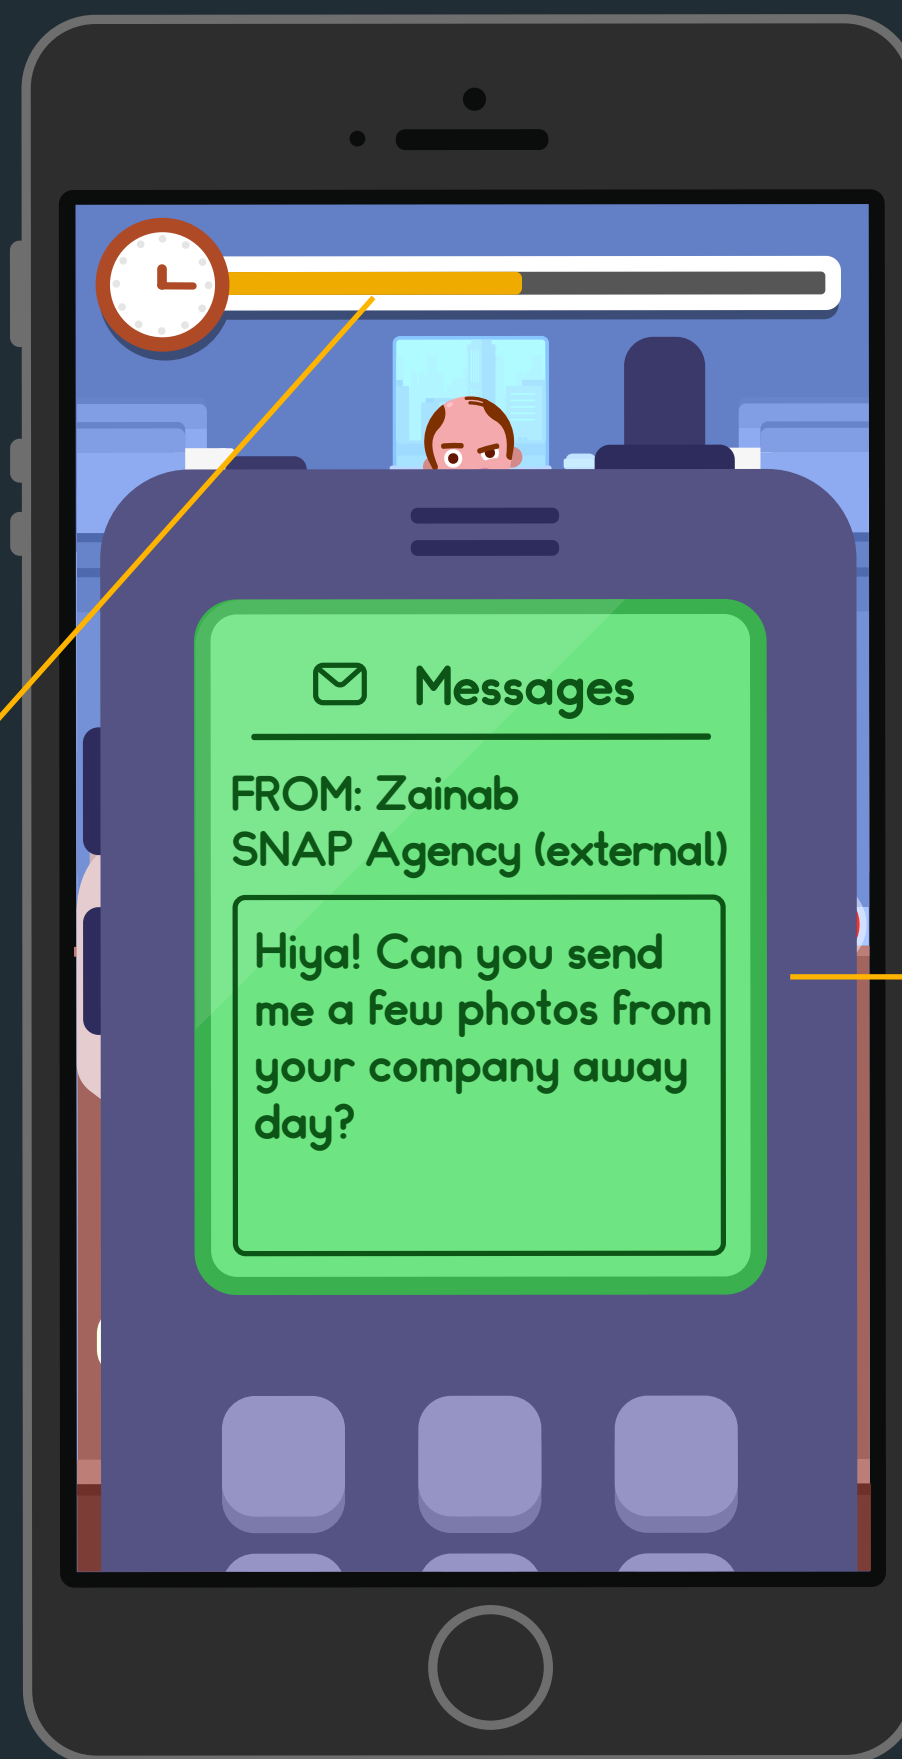 Messages
FROM: Zainab
SNAP Agency (external)
Hiya! Can you send
me a few photos from
your company away
day?